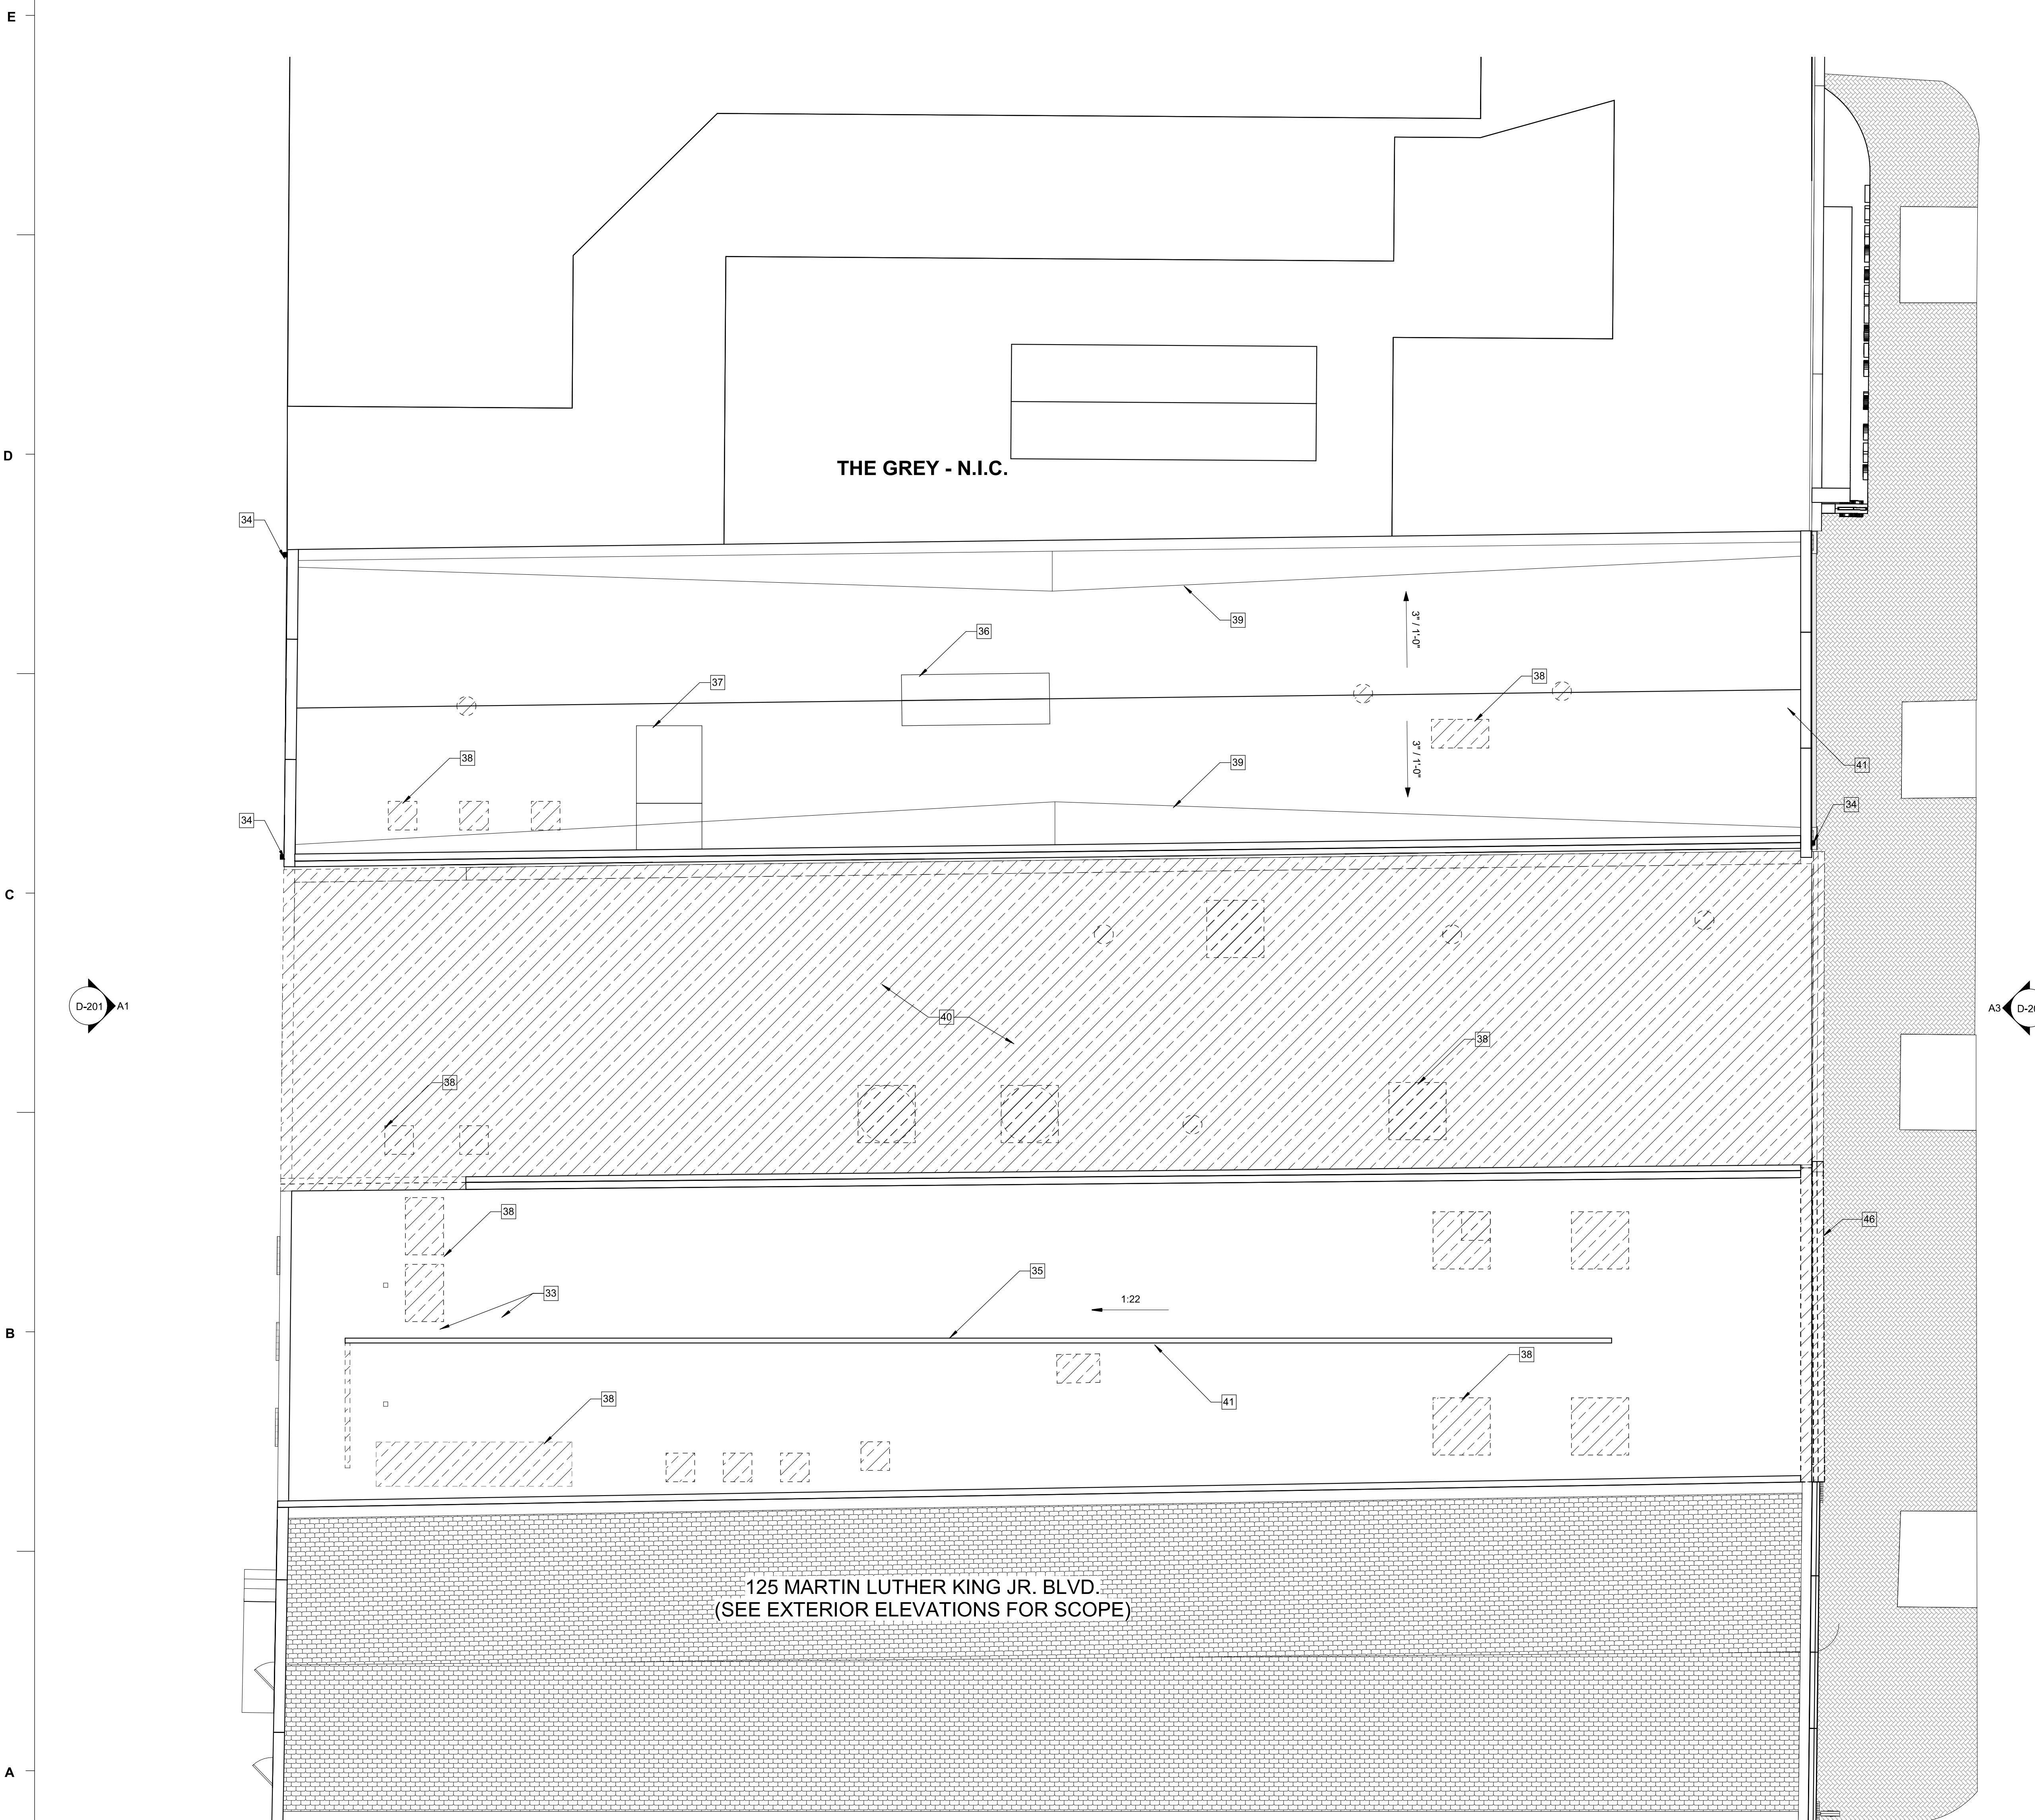 E
D
THE GREY - N.I.C.
34
39
3" / 1'-0"
36
38
37
38
39
3" / 1'-0"
41
34
34
C
D-201
A1
40
A3
38
38
38
46
35
33
1:22
B
38
38
41
125 MARTIN LUTHER KING JR. BLVD.
(SEE EXTERIOR ELEVATIONS FOR SCOPE)
A